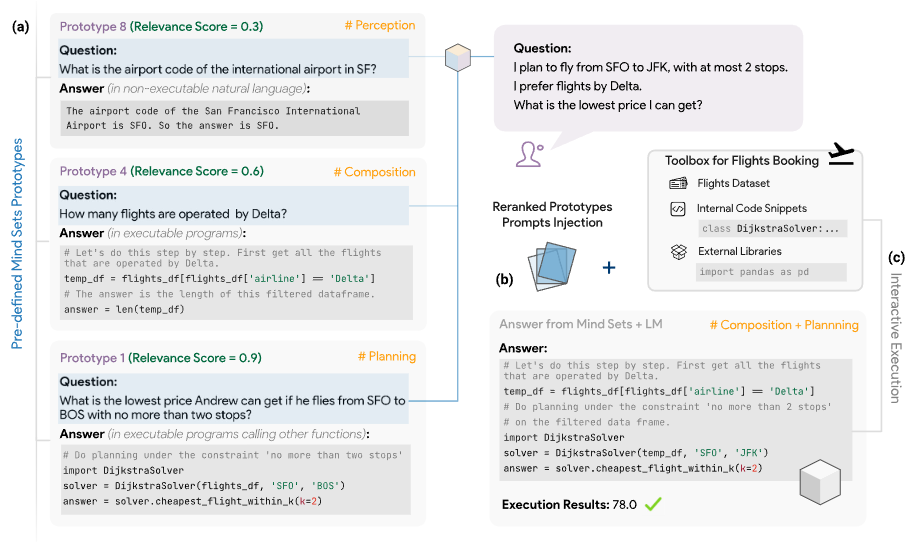 (a)
Pre-defined Mind Sets Prototypes
Prototype 8 (Relevance Score = 0.3)
# Perception
Question:
What is the airport code of the international airport in SF?
Answer (in non-executable natural language):
The airport code of the San Francisco International
Airport is SFO. So the answer is SFO.
Prototype 4 (Relevance Score = 0.6)
# Composition
Question:
How many flights are operated by Delta?
Answer (in executable programs):
# Let's do this step by step. First get all the flights
that are operated by Delta.
temp_df = flights_df[flights_df['airline'] == 'Delta']
# The answer is the length of this filtered dataframe.
answer = len(temp_df)
Prototype 1 (Relevance Score = 0.9)
# Planning
Question:
What is the lowest price Andrew can get if he flies from SFO to
BOS with no more than two stops?
Answer (in executable programs calling other functions):
# Do planning under the constraint 'no more than two stops'
import DijkstraSolver
solver = DijkstraSolver(flights_df, 'SFO', 'BOS')
answer = solver.cheapest_flight_within_k(k=2)
Question:
I plan to fly from SFO to JFK, with at most 2 stops.
I prefer flights by Delta.
What is the lowest price I can get?
Reranked Prototypes
Prompts Injection
(b)
+
Toolbox for Flights Booking
Flights Dataset
Internal Code Snippets
class DijkstraSolver:...
External Libraries
import pandas as pd
(c)
Interactive Execution
Answer from Mind Sets + LM
# Composition + Plannning
Answer:
# Let's do this step by step. First get all the flights
that are operated by Delta.
temp_df = flights_df[flights_df['airline'] == 'Delta']
# Do planning under the constraint 'no more than 2 stops'
# on the filtered data frame.
import DijkstraSolver
solver = DijkstraSolver(temp_df, 'SFO', 'JFK')
answer = solver.cheapest_flight_within_k(k=2)
Execution Results: 78.0